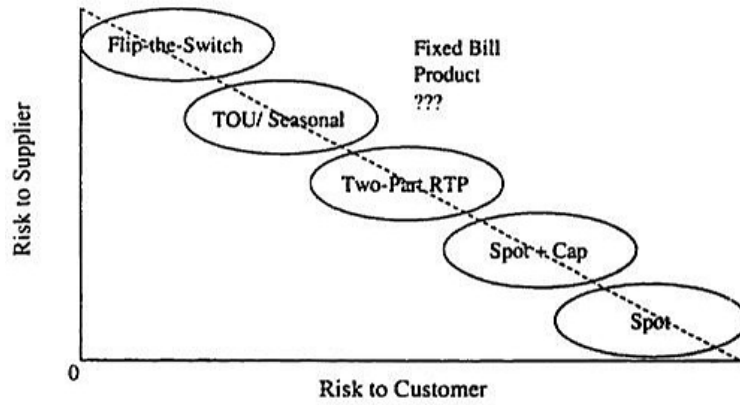 Flip-the-Switch
Fixed Bill
Product
???
TOU/ Seasonal
Two-Part RTP
Spot + Cap
Spot
Risk to Supplier
0
Risk to Customer